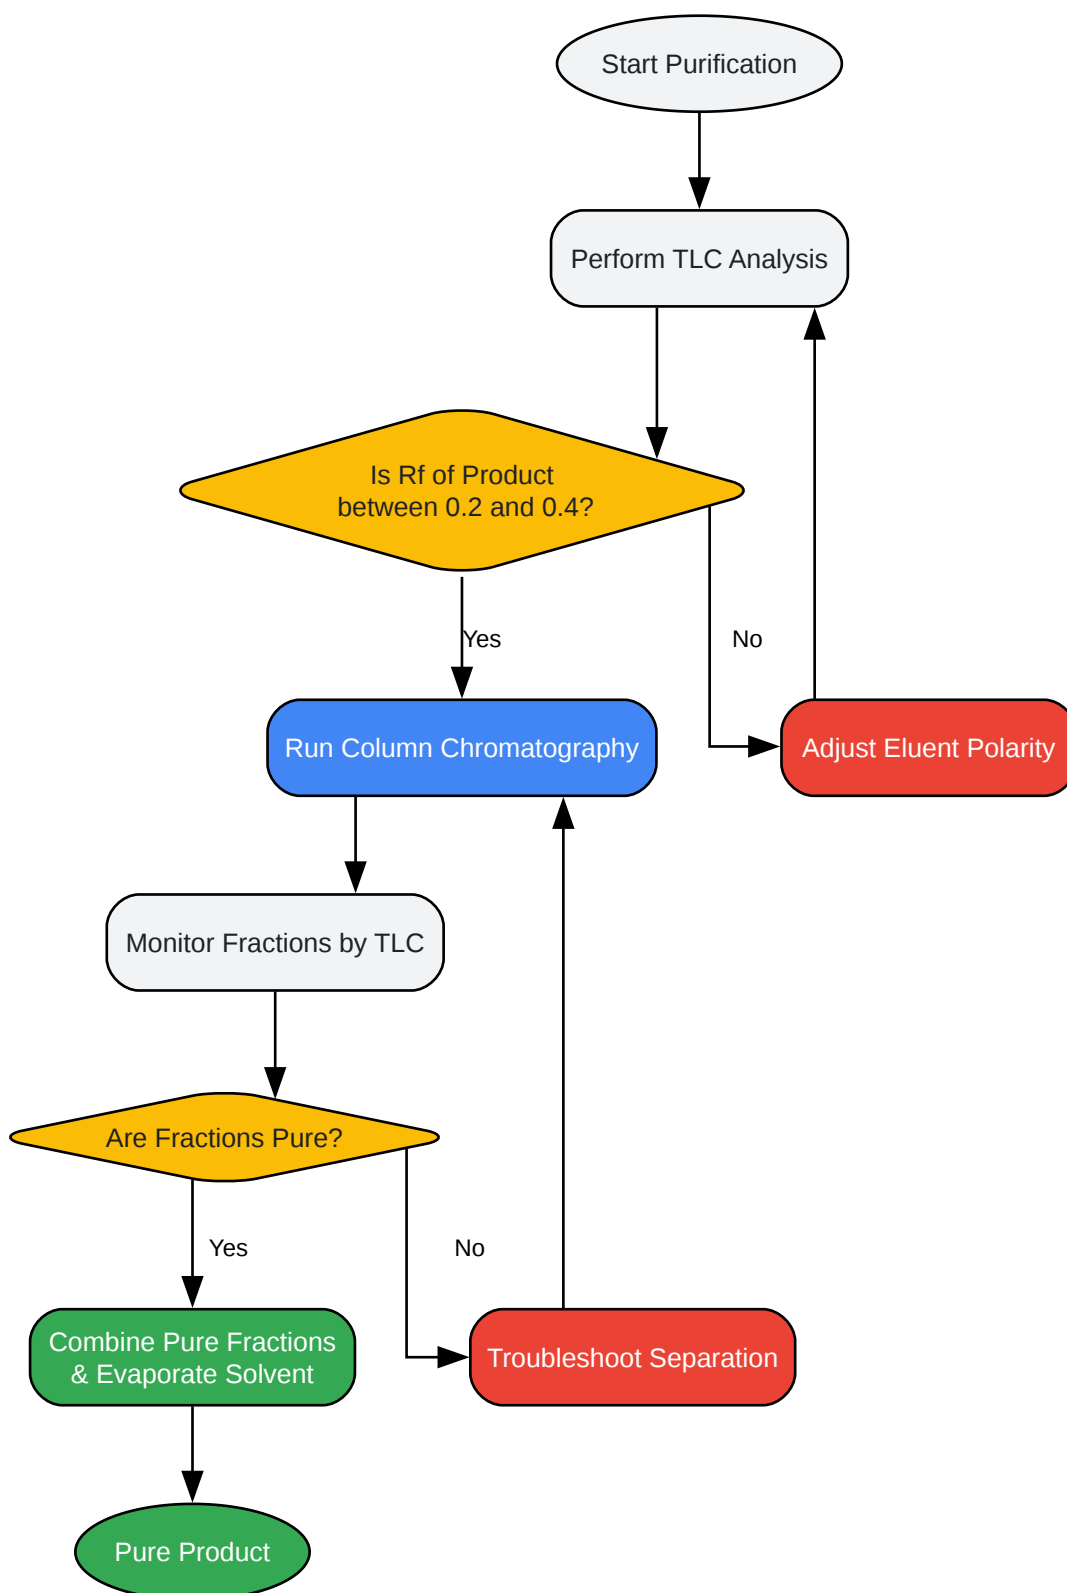 Start Purification
Perform TLC Analysis
Is Rf of Product
between 0.2 and 0.4?
Yes
No
Run Column Chromatography
Adjust Eluent Polarity
Monitor Fractions by TLC
Are Fractions Pure?
Yes
No
Combine Pure Fractions
& Evaporate Solvent
Troubleshoot Separation
Pure Product